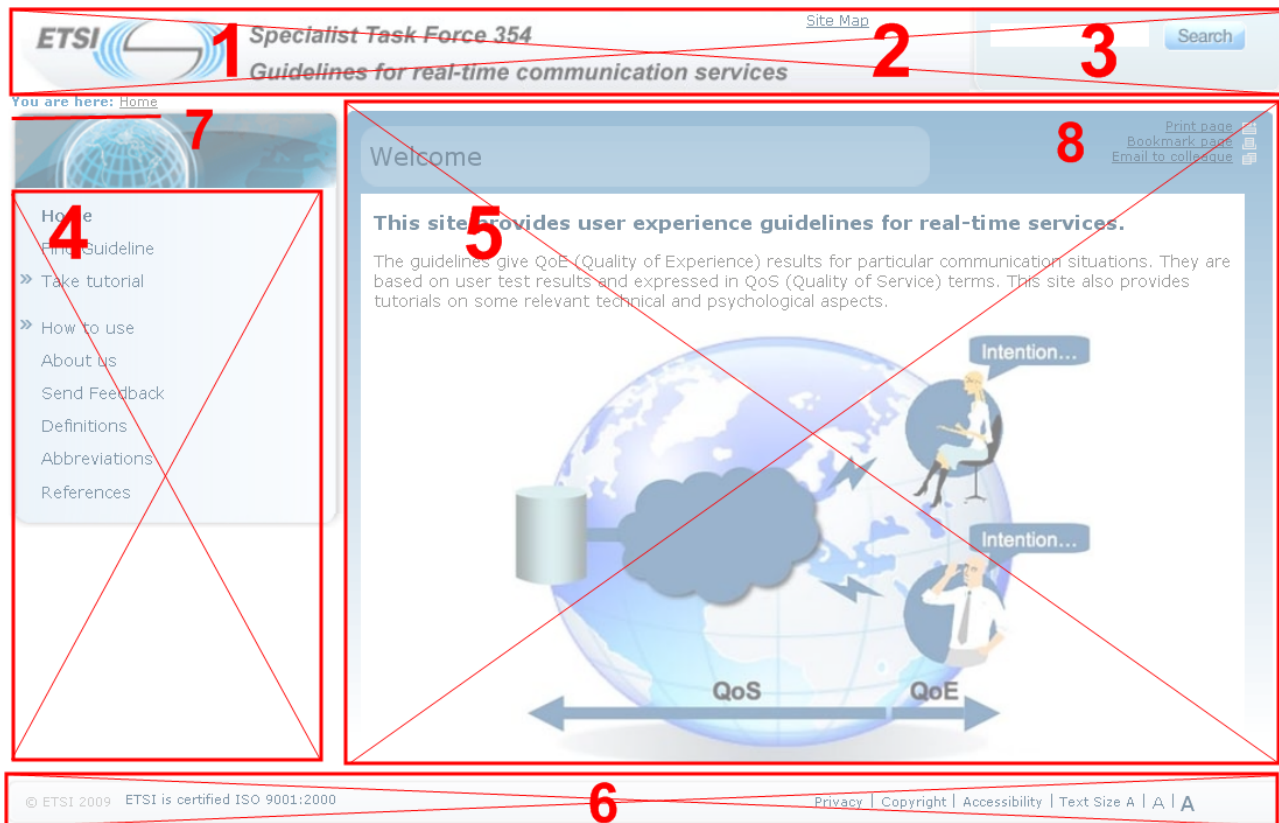 Site Map
ETSI
1
Specialist Task Force 354
2
3
Search
Guidelines for real-time communication services
You are here: Home
7
Print page
8
Bookmark page
Welcome
Email to colleague
Home
4
Find Guideline
Take tutorial
How to use
About us
Send Feedback
Definitions
Abbreviations
References
5
This site provides user experience guidelines for real-time services.
The guidelines give QoE (Quality of Experience) results for particular communication situations. They are
based on user test results and expressed in QoS (Quality of Service) terms. This site also provides
tutorials on some relevant technical and psychological aspects.
Intention...
Intention...
QoS
QoE
© ETSI 2009 ETSI is certified ISO 9001:2000
6
Privacy | Copyright | Accessibility | Text Size A | A | A